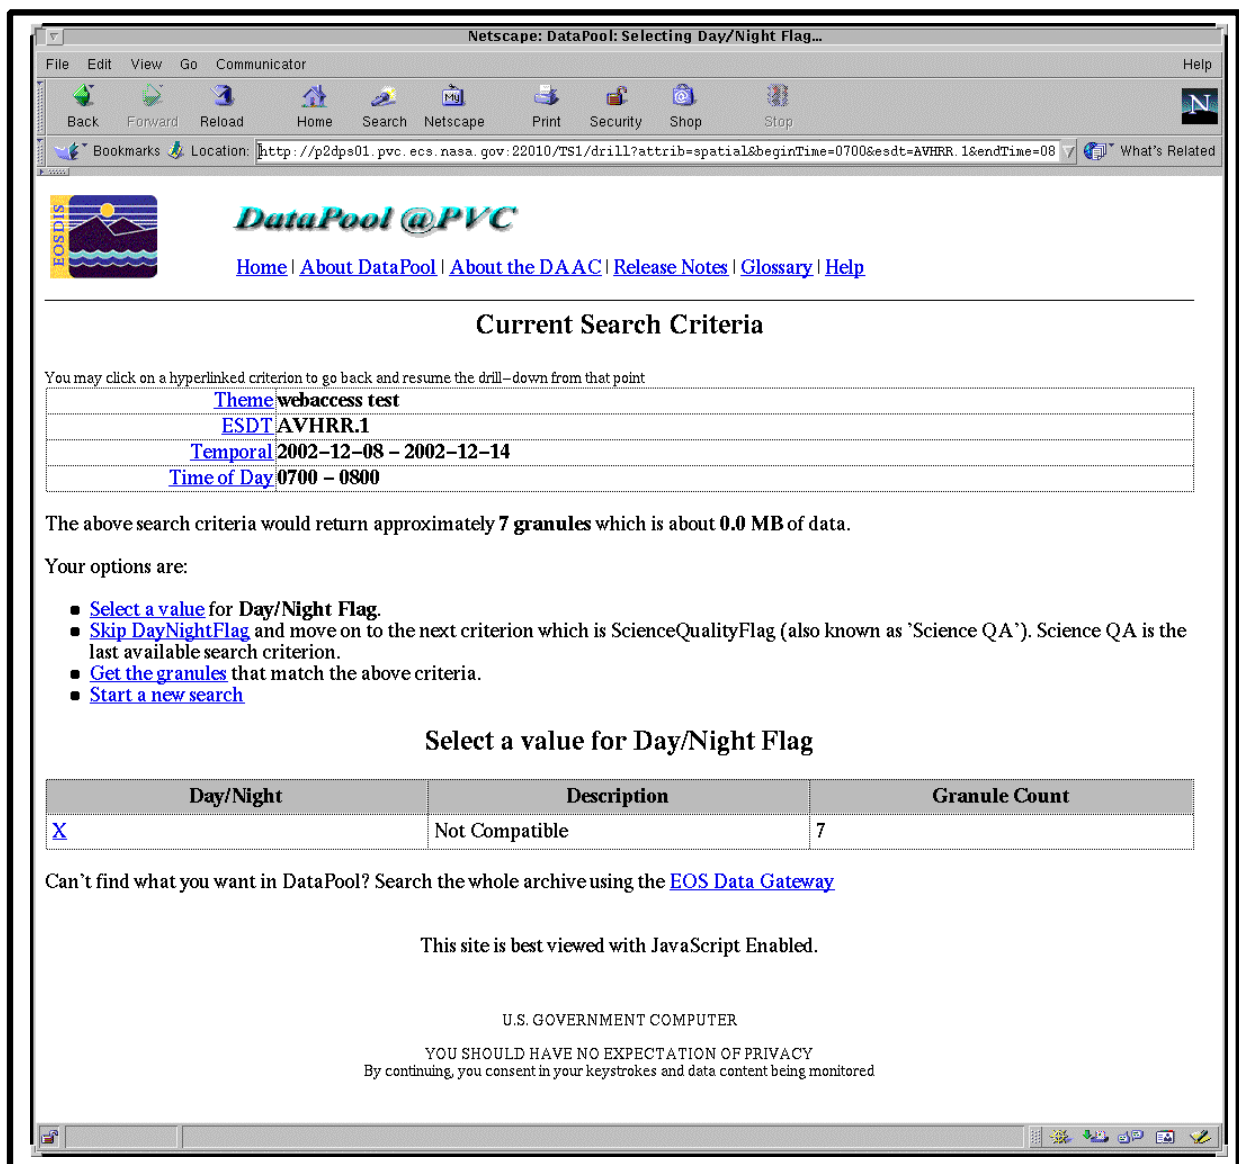 Netscape: DataPool: Selecting Day/Night Flag...
File Edit View Go Communicator Help
Back Forward Reload Home Search Netscape Print Security Shop Stop
My
N
Bookmarks Location: http://p2dps01.pvc.ecs.nasa.gov:22010/TS1/drill?attrib=spatial&beginTime=0700&esdt=AVHRR.1&endTime=08 What's Related
EOSDIS
DataPool @PVC
Home | About DataPool | About the DAAC | Release Notes | Glossary | Help
Current Search Criteria
You may click on a hyperlinked criterion to go back and resume the drill–down from that point
Theme webaccess test
ESDT AVHRR.1
Temporal 2002–12–08 – 2002–12–14
Time of Day 0700 – 0800
The above search criteria would return approximately 7 granules which is about 0.0 MB of data.
Your options are:
Select a value for Day/Night Flag.
Skip DayNightFlag and move on to the next criterion which is ScienceQualityFlag (also known as 'Science QA'). Science QA is the
last available search criterion.
Get the granules that match the above criteria.
Start a new search
Select a value for Day/Night Flag
Day/Night Description Granule Count
X Not Compatible 7
Can't find what you want in DataPool? Search the whole archive using the EOS Data Gateway
This site is best viewed with JavaScript Enabled.
U.S. GOVERNMENT COMPUTER
YOU SHOULD HAVE NO EXPECTATION OF PRIVACY
By continuing, you consent in your keystrokes and data content being monitored